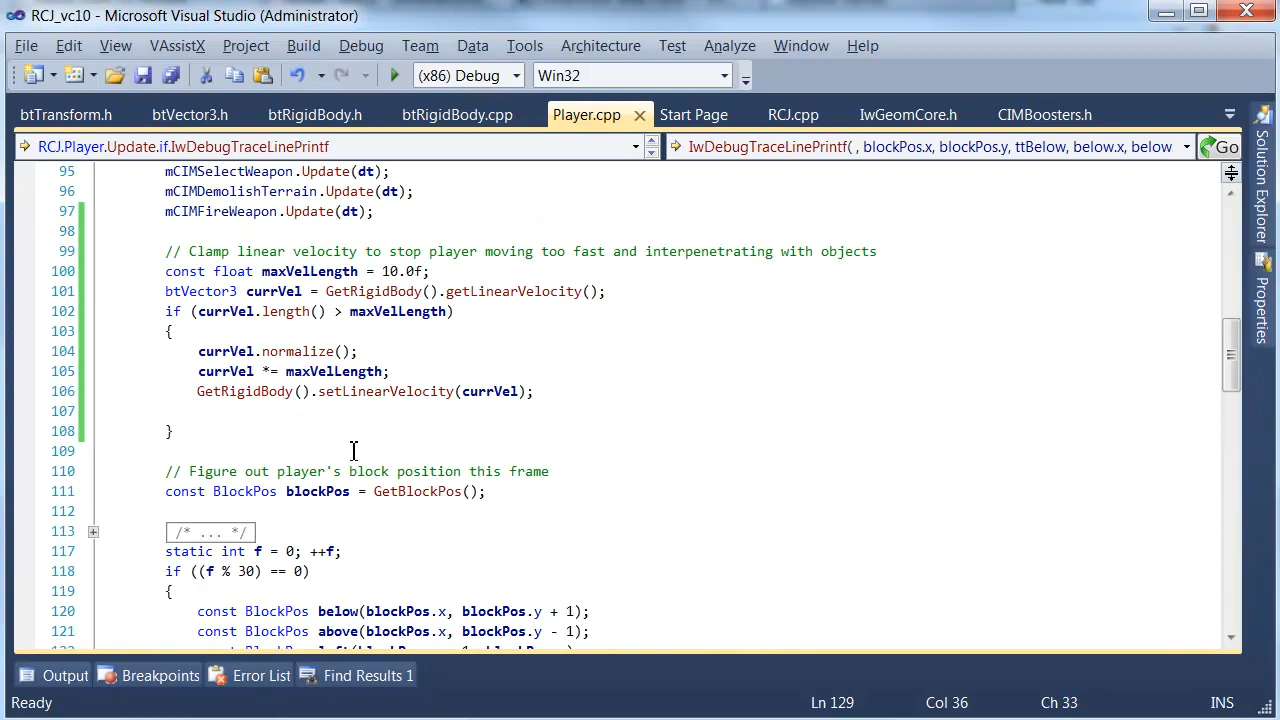 RCJ_vc10 - Microsoft Visual Studio (Administrator)
File Edit View VAssistX Project Build Debug Team Data Tools Architecture Test Analyze Window Help
(x86) Debug Win32
btTransform.h btVector3.h btRigidBody.h btRigidBody.cpp Player.cpp Start Page RCJ.cpp IwGeomCore.h CIMBoosters.h
RCJ.Player.Update.if.IwDebugTraceLinePrintf IwDebugTraceLinePrintf( , blockPos.x, blockPos.y, ttBelow, below.x, below Go
95 mCIMSelectWeapon.Update(dt);
96 mCIMDemolishTerrain.Update(dt);
97 mCIMFireWeapon.Update(dt);
98
99 // Clamp linear velocity to stop player moving too fast and interpenetrating with objects
100 const float maxVelLength = 10.0f;
101 btVector3 currVel = GetRigidBody().getLinearVelocity();
102 if (currVel.length() > maxVelLength)
103 {
104 currVel.normalize();
105 currVel *= maxVelLength;
106 GetRigidBody().setLinearVelocity(currVel);
107
108 }
109
110 // Figure out player's block position this frame
111 const BlockPos blockPos = GetBlockPos();
112
113 /* ... */
117 static int f = 0; ++f;
118 if ((f % 30) == 0)
119 {
120 const BlockPos below(blockPos.x, blockPos.y + 1);
121 const BlockPos above(blockPos.x, blockPos.y - 1);
Solution Explorer
Properties
Output Breakpoints Error List Find Results 1
Ready Ln 129 Col 36 Ch 33 INS